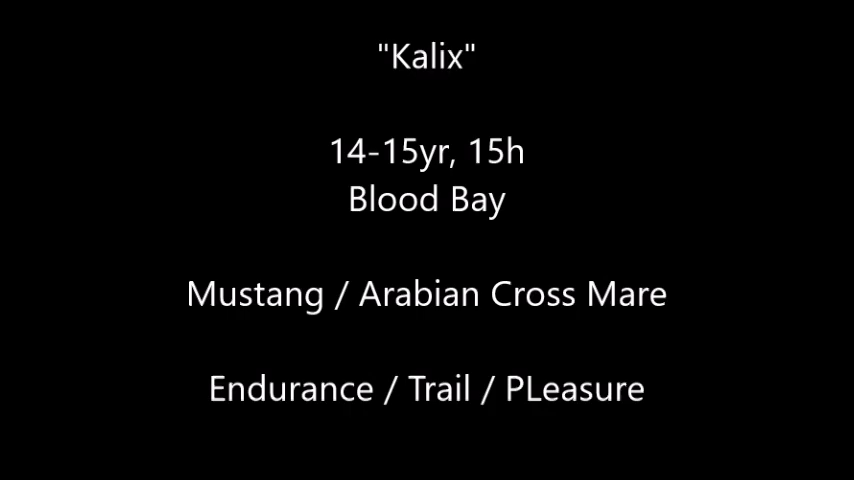 "Kalix"
14-15yr, 15h
Blood Bay
Mustang / Arabian Cross Mare
Endurance / Trail / PLeasure